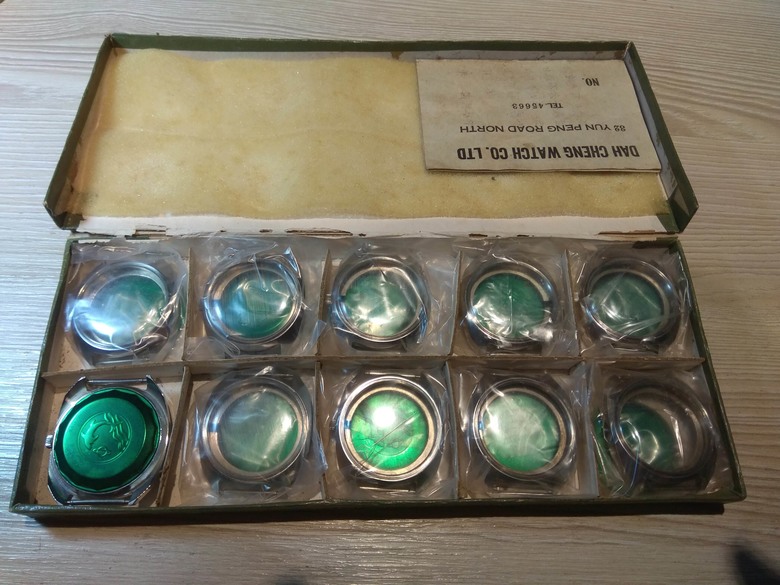 DAH CHENG WATCH CO. LTD
22 YUN PENG ROAD NORTH
TEL. 45663
NO.